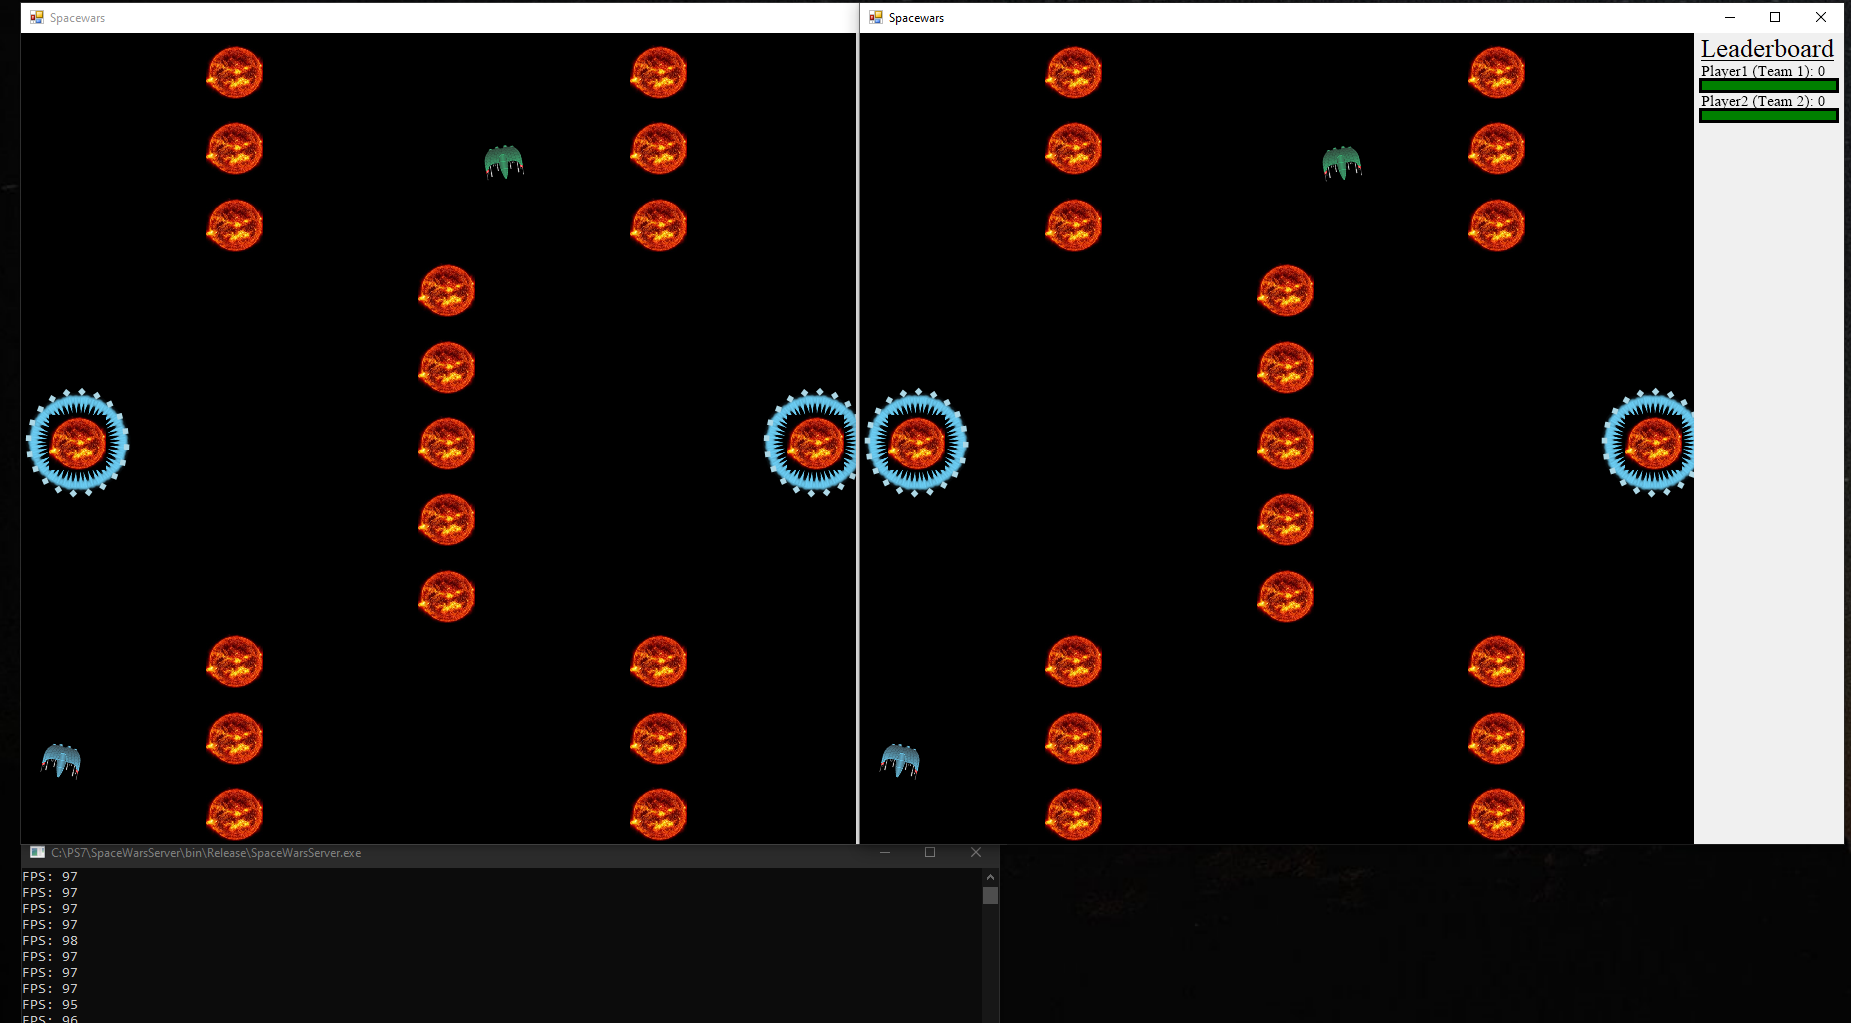 Spacewars
Spacewars
Leaderboard
Player1 (Team 1): 0
Player2 (Team 2): 0
C:\PS7\SpaceWarsServer\bin\Release\SpaceWarsServer.exe
FPS: 97
FPS: 97
FPS: 97
FPS: 97
FPS: 98
FPS: 97
FPS: 97
FPS: 97
FPS: 95
FPS: 96